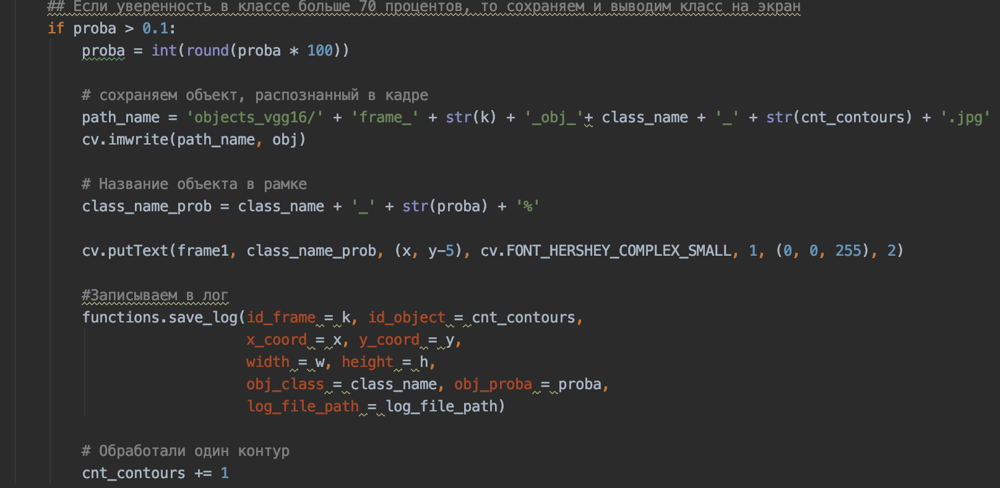 ## Если уверенность в классе больше 70 процентов, то сохраняем и выводим класс на экран
if proba > 0.1:
proba = int(round(proba * 100))
# сохраняем объект, распознанный в кадре
path_name = 'objects_vgg16/' + 'frame_' + str(k) + '_obj_'+ class_name + '_' + str(cnt_contours) + '.jpg'
cv.imwrite(path_name, obj)
# Название объекта в рамке
class_name_prob = class_name + '_' + str(proba) + '%'
cv.putText(frame1, class_name_prob, (x, y-5), cv.FONT_HERSHEY_COMPLEX_SMALL, 1, (0, 0, 255), 2)
#Записываем в лог
functions.save_log(id_frame = k, id_object = cnt_contours,
x_coord = x, y_coord = y,
width = w, height = h,
obj_class = class_name, obj_proba = proba,
log_file_path = log_file_path)
# Обработали один контур
cnt_contours += 1